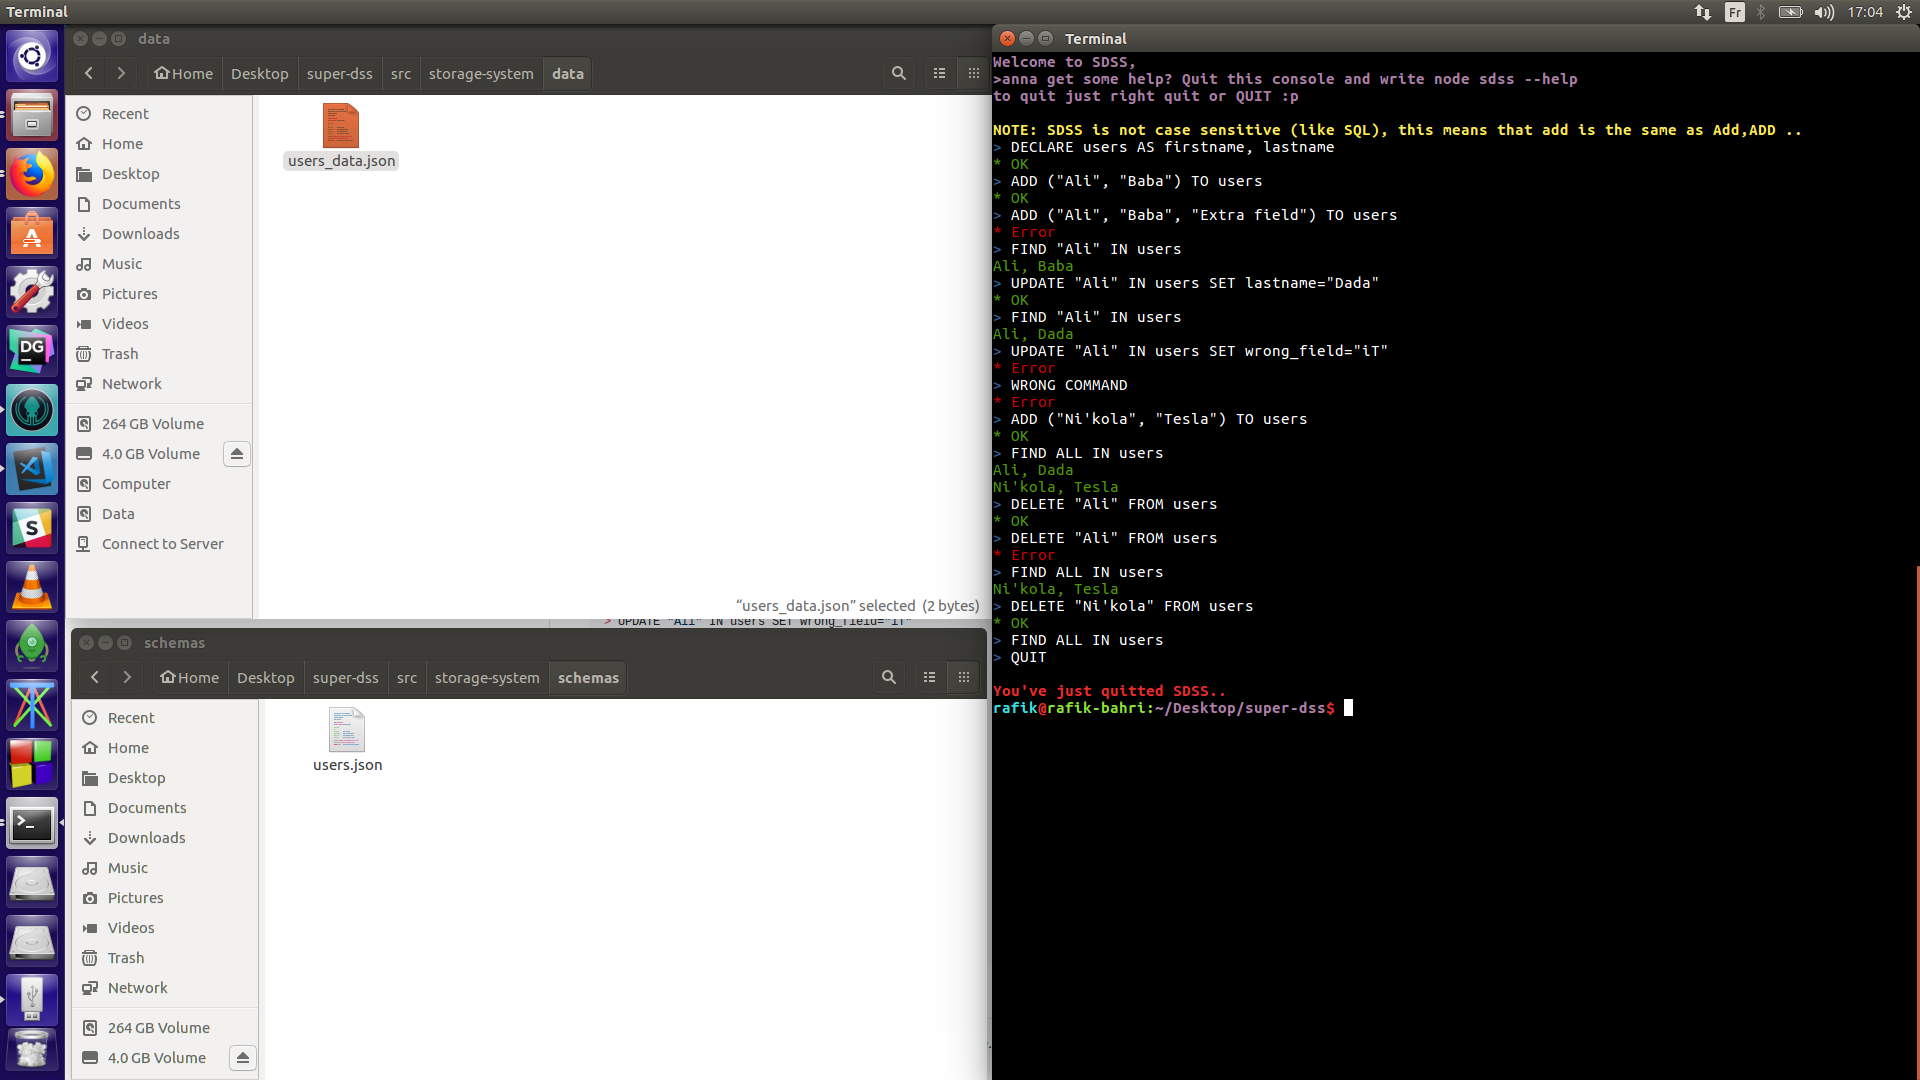 Terminal
Fr
17:04
data
Home Desktop super-dss src storage-system data
Recent
Home
Desktop
Documents
Downloads
Music
Pictures
Videos
Trash
Network
264 GB Volume
4.0 GB Volume
Computer
Data
Connect to Server
users_data.json
“users_data.json” selected (2 bytes)
> UPDATE "Ali" IN users SET wrong_field="iT"
schemas
Home Desktop super-dss src storage-system schemas
Recent
Home
Desktop
Documents
Downloads
Music
Pictures
Videos
Trash
Network
264 GB Volume
4.0 GB Volume
users.json
Terminal
Welcome to SDSS,
>anna get some help? Quit this console and write node sdss --help
to quit just right quit or QUIT :p
NOTE: SDSS is not case sensitive (like SQL), this means that add is the same as Add,ADD ..
> DECLARE users AS firstname, lastname
* OK
> ADD ("Ali", "Baba") TO users
* OK
> ADD ("Ali", "Baba", "Extra field") TO users
* Error
> FIND "Ali" IN users
Ali, Baba
> UPDATE "Ali" IN users SET lastname="Dada"
* OK
> FIND "Ali" IN users
Ali, Dada
> UPDATE "Ali" IN users SET wrong_field="iT"
* Error
> WRONG COMMAND
* Error
> ADD ("Ni'kola", "Tesla") TO users
* OK
> FIND ALL IN users
Ali, Dada
Ni'kola, Tesla
> DELETE "Ali" FROM users
* OK
> DELETE "Ali" FROM users
* Error
> FIND ALL IN users
Ni'kola, Tesla
> DELETE "Ni'kola" FROM users
* OK
> FIND ALL IN users
> QUIT
You've just quitted SDSS..
rafik@rafik-bahri:~/Desktop/super-dss$
DG
S
A
>_